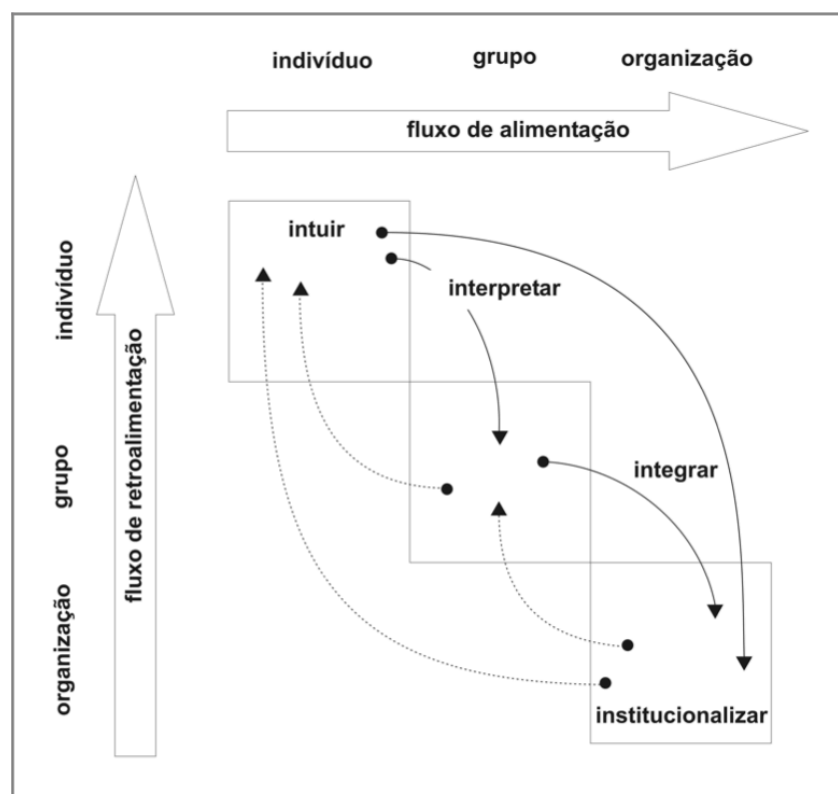 indivíduo grupo organização
fluxo de alimentação
indivíduo
grupo
organização
fluxo de retroalimentação
intuir
interpretar
integrar
institucionalizar